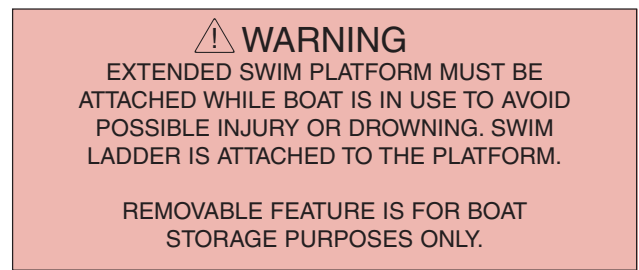 ⚠ WARNING
EXTENDED SWIM PLATFORM MUST BE
ATTACHED WHILE BOAT IS IN USE TO AVOID
POSSIBLE INJURY OR DROWNING. SWIM
LADDER IS ATTACHED TO THE PLATFORM.
REMOVABLE FEATURE IS FOR BOAT
STORAGE PURPOSES ONLY.